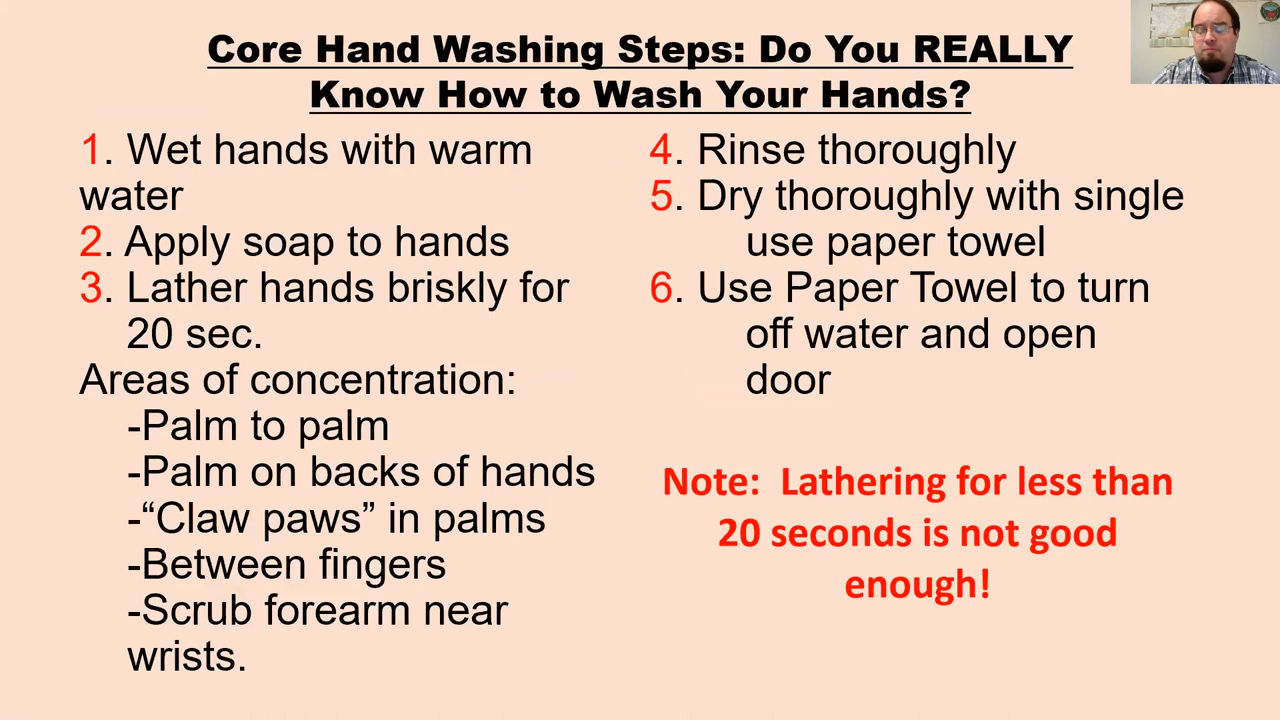 Core Hand Washing Steps: Do You REALLY
Know How to Wash Your Hands?
1. Wet hands with warm
water
2. Apply soap to hands
3. Lather hands briskly for
20 sec.
Areas of concentration:
-Palm to palm
-Palm on backs of hands
-“Claw paws” in palms
-Between fingers
-Scrub forearm near
wrists.
4. Rinse thoroughly
5. Dry thoroughly with single
use paper towel
6. Use Paper Towel to turn
off water and open
door
Note:  Lathering for less than
20 seconds is not good
enough!